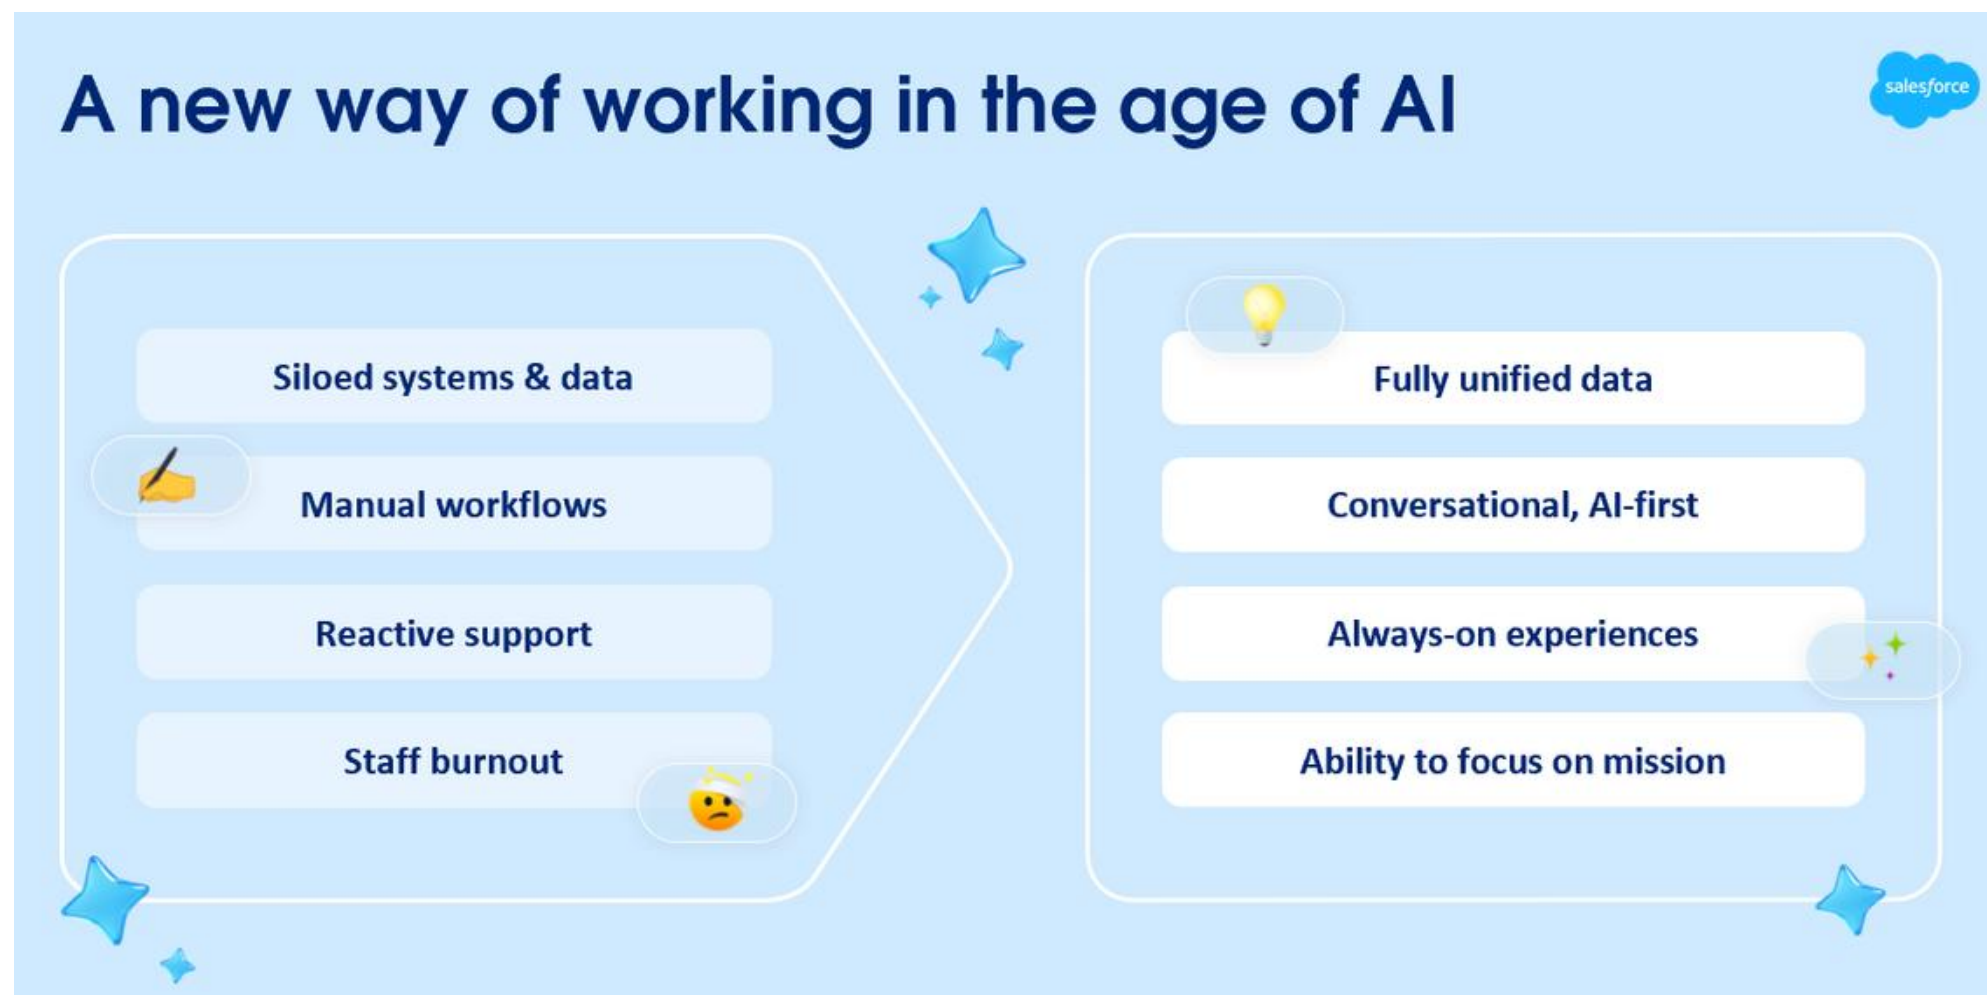 A new way of working in the age of AI
salesforce
Siloed systems & data
Manual workflows
Reactive support
Staff burnout
Fully unified data
Conversational, AI-first
Always-on experiences
Ability to focus on mission